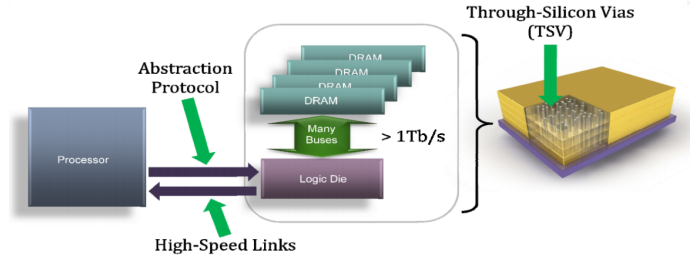 Through-Silicon Vias
(TSV)
Abstraction
Protocol
DRAM
DRAM
DRAM
DRAM
Many
Buses
> 1Tb/s
Processor
Logic Die
High-Speed Links